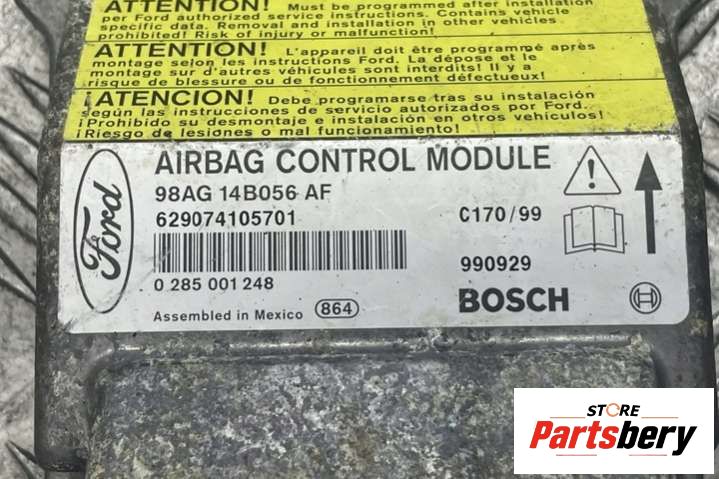 ATTENTION! Must be programmed after installation
per Ford authorized service instructions. Contains vehicle
specific data. Removal and installation in other vehicles
prohibited! Risk of injury or malfunction!
ATTENTION! L'appareil doit être programmé après
montage selon les instructions Ford. La dépose et le
montage sur d'autres véhicules sont interdits! Il y a
risque de blessure ou de fonctionnement défectueux!
¡ATENCION! Debe programarse tras su instalación
según las instrucciones de servicio autorizados por Ford.
¡Prohibido su desmontaje e instalación en otros vehículos!
¡Riesgo de lesiones o mal funcionamiento!
Ford
AIRBAG CONTROL MODULE
98AG 14B056 AF
629074105701
C170/99
0 285 001 248
990929
Assembled in Mexico 864
BOSCH
STORE
Partsbery